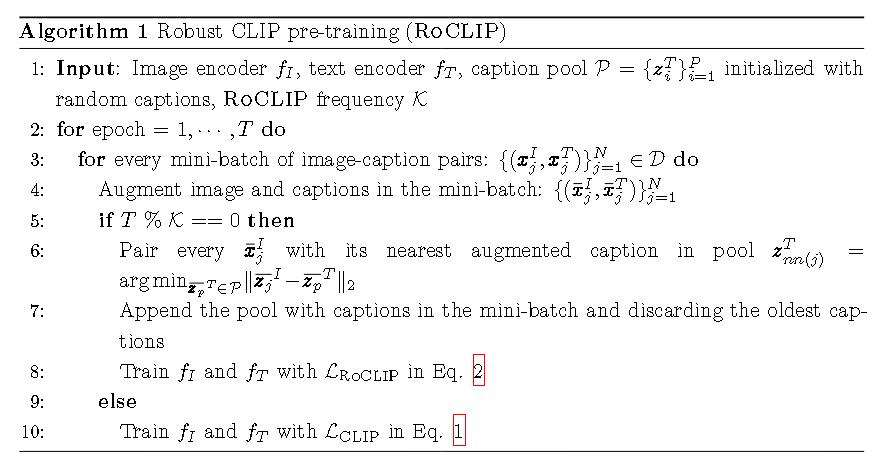 Algorithm 1 Robust CLIP pre-training (RoCLIP)
1: Input: Image encoder $f_I$, text encoder $f_T$, caption pool $\mathcal{P} = \{\boldsymbol{z}_i^T\}_{i=1}^P$ initialized with
random captions, RoCLIP frequency $\mathcal{K}$
2: for epoch = 1, · · · , $T$ do
3: for every mini-batch of image-caption pairs: $\{(\boldsymbol{x}_j^I, \boldsymbol{x}_j^T)\}_{j=1}^N \in \mathcal{D}$ do
4: Augment image and captions in the mini-batch: $\{(\bar{\boldsymbol{x}}_j^I, \bar{\boldsymbol{x}}_j^T)\}_{j=1}^N$
5: if $T$ % $\mathcal{K}$ == 0 then
6: Pair every $\bar{\boldsymbol{x}}_j^I$ with its nearest augmented caption in pool $\boldsymbol{z}_{nn(j)}^T$ =
$\arg\min_{\overline{\boldsymbol{z}_p}^T \in \mathcal{P}} \|\overline{\boldsymbol{z}_j}^I - \overline{\boldsymbol{z}_p}^T\|_2$
7: Append the pool with captions in the mini-batch and discarding the oldest cap-
tions
8: Train $f_I$ and $f_T$ with $\mathcal{L}_{\text{RoCLIP}}$ in Eq. 2
9: else
10: Train $f_I$ and $f_T$ with $\mathcal{L}_{\text{CLIP}}$ in Eq. 1